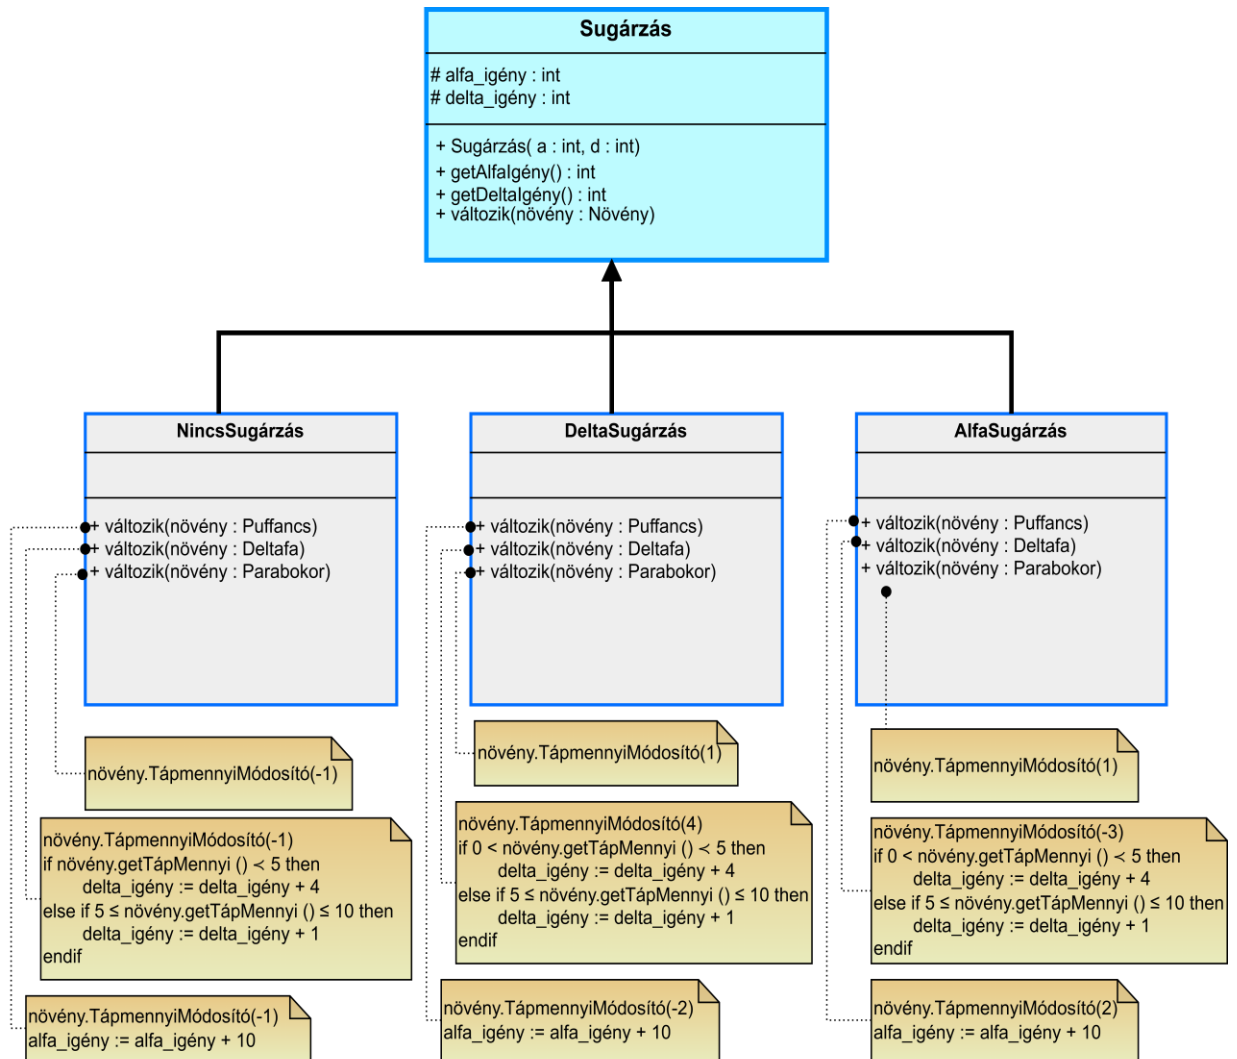 Sugárzás
# alfa_igény : int
# delta_igény : int
+ Sugárzás( a : int, d : int)
+ getAlfaIgény() : int
+ getDeltaIgény() : int
+ változik(növény : Növény)
NincsSugárzás
+ változik(növény : Puffancs)
+ változik(növény : Deltafa)
+ változik(növény : Parabokor)
DeltaSugárzás
+ változik(növény : Puffancs)
+ változik(növény : Deltafa)
+ változik(növény : Parabokor)
AlfaSugárzás
+ változik(növény : Puffancs)
+ változik(növény : Deltafa)
+ változik(növény : Parabokor)
növény.TápmennyiMódosító(-1)
növény.TápmennyiMódosító(1)
növény.TápmennyiMódosító(1)
növény.TápmennyiMódosító(-1)
if növény.getTápMennyi () < 5 then
delta_igény := delta_igény + 4
else if 5 ≤ növény.getTápMennyi () ≤ 10 then
delta_igény := delta_igény + 1
endif
növény.TápmennyiMódosító(4)
if 0 < növény.getTápMennyi () < 5 then
delta_igény := delta_igény + 4
else if 5 ≤ növény.getTápMennyi () ≤ 10 then
delta_igény := delta_igény + 1
endif
növény.TápmennyiMódosító(-3)
if 0 < növény.getTápMennyi () < 5 then
delta_igény := delta_igény + 4
else if 5 ≤ növény.getTápMennyi () ≤ 10 then
delta_igény := delta_igény + 1
endif
növény.TápmennyiMódosító(-1)
alfa_igény := alfa_igény + 10
növény.TápmennyiMódosító(-2)
alfa_igény := alfa_igény + 10
növény.TápmennyiMódosító(2)
alfa_igény := alfa_igény + 10